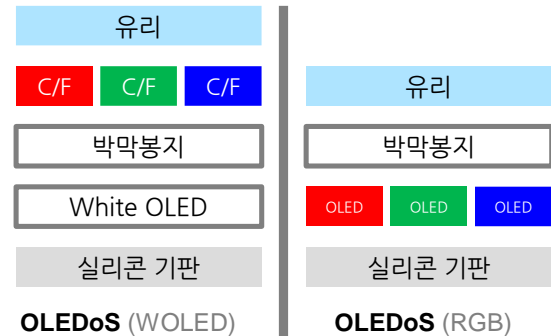 유리
C/F C/F C/F
박막봉지
White OLED
실리콘 기판
OLEDoS (WOLED)
유리
박막봉지
OLED OLED OLED
실리콘 기판
OLEDoS (RGB)